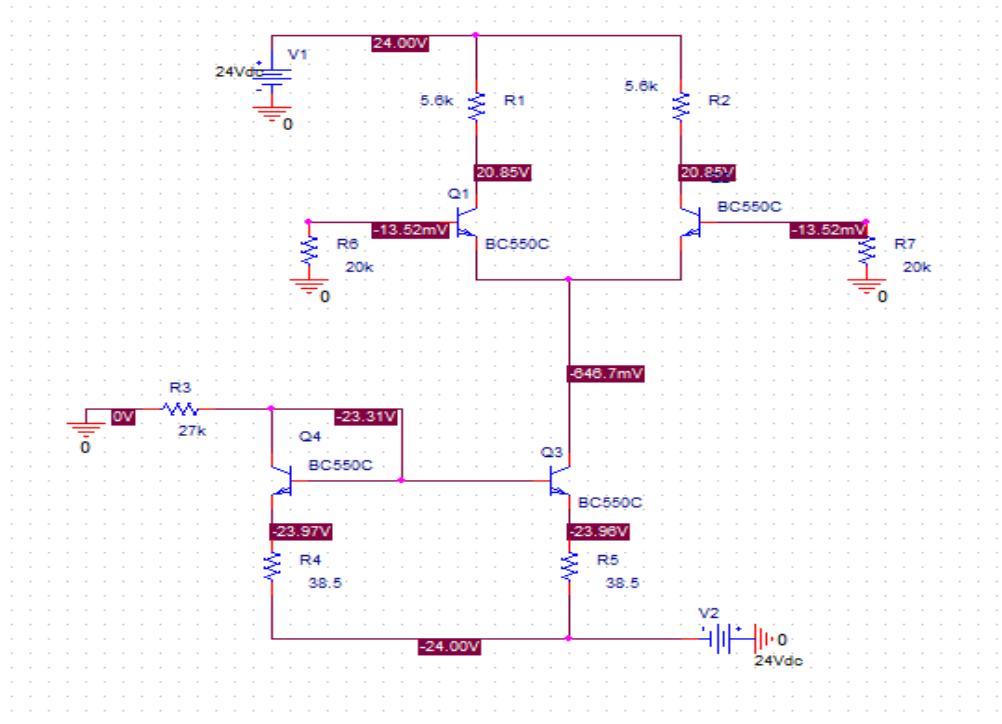 24.00V
V1
24Vdc
0
5.6k
R1
5.6k
R2
20.85V
20.85V
Q1
BC550C
BC550C
-13.52mV
-13.52mV
R6
20k
0
R7
20k
0
-646.7mV
R3
0V
27k
0
-23.31V
Q4
BC550C
Q3
BC550C
-23.97V
-23.96V
R4
38.5
R5
38.5
-24.00V
V2
0
24Vdc